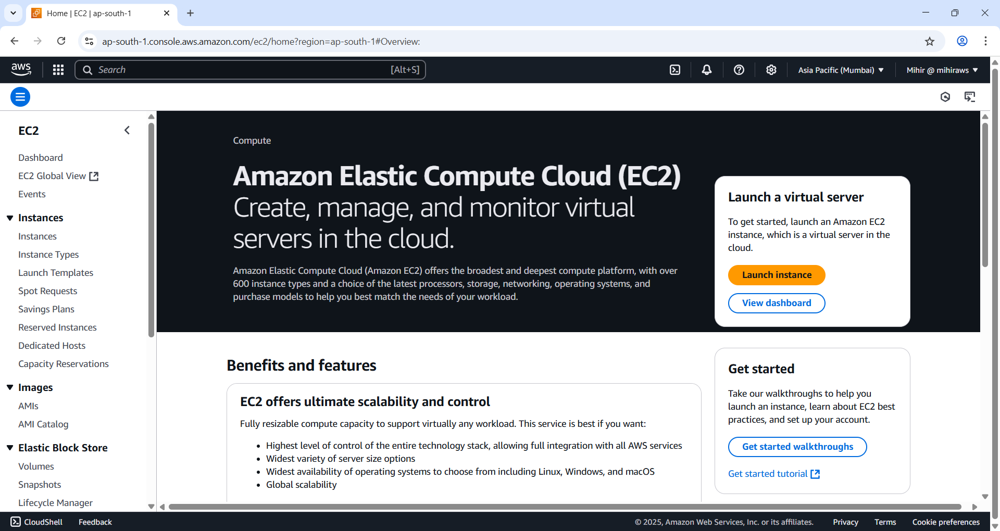 Home | EC2 | ap-south-1
ap-south-1.console.aws.amazon.com/ec2/home?region=ap-south-1#Overview:
aws
Search
[Alt+S]
Asia Pacific (Mumbai)
Mihir @ mihiraws
EC2
Dashboard
EC2 Global View
Events
Instances
Instances
Instance Types
Launch Templates
Spot Requests
Savings Plans
Reserved Instances
Dedicated Hosts
Capacity Reservations
Images
AMIs
AMI Catalog
Elastic Block Store
Volumes
Snapshots
Lifecycle Manager
Compute
Amazon Elastic Compute Cloud (EC2)
Create, manage, and monitor virtual
servers in the cloud.
Amazon Elastic Compute Cloud (Amazon EC2) offers the broadest and deepest compute platform, with over
600 instance types and a choice of the latest processors, storage, networking, operating systems, and
purchase models to help you best match the needs of your workload.
Launch a virtual server
To get started, launch an Amazon EC2
instance, which is a virtual server in the
cloud.
Launch instance
View dashboard
Benefits and features
EC2 offers ultimate scalability and control
Fully resizable compute capacity to support virtually any workload. This service is best if you want:
• Highest level of control of the entire technology stack, allowing full integration with all AWS services
• Widest variety of server size options
• Widest availability of operating systems to choose from including Linux, Windows, and macOS
• Global scalability
Get started
Take our walkthroughs to help you
launch an instance, learn about EC2 best
practices, and set up your account.
Get started walkthroughs
Get started tutorial
CloudShell
Feedback
© 2025, Amazon Web Services, Inc. or its affiliates.
Privacy
Terms
Cookie preferences